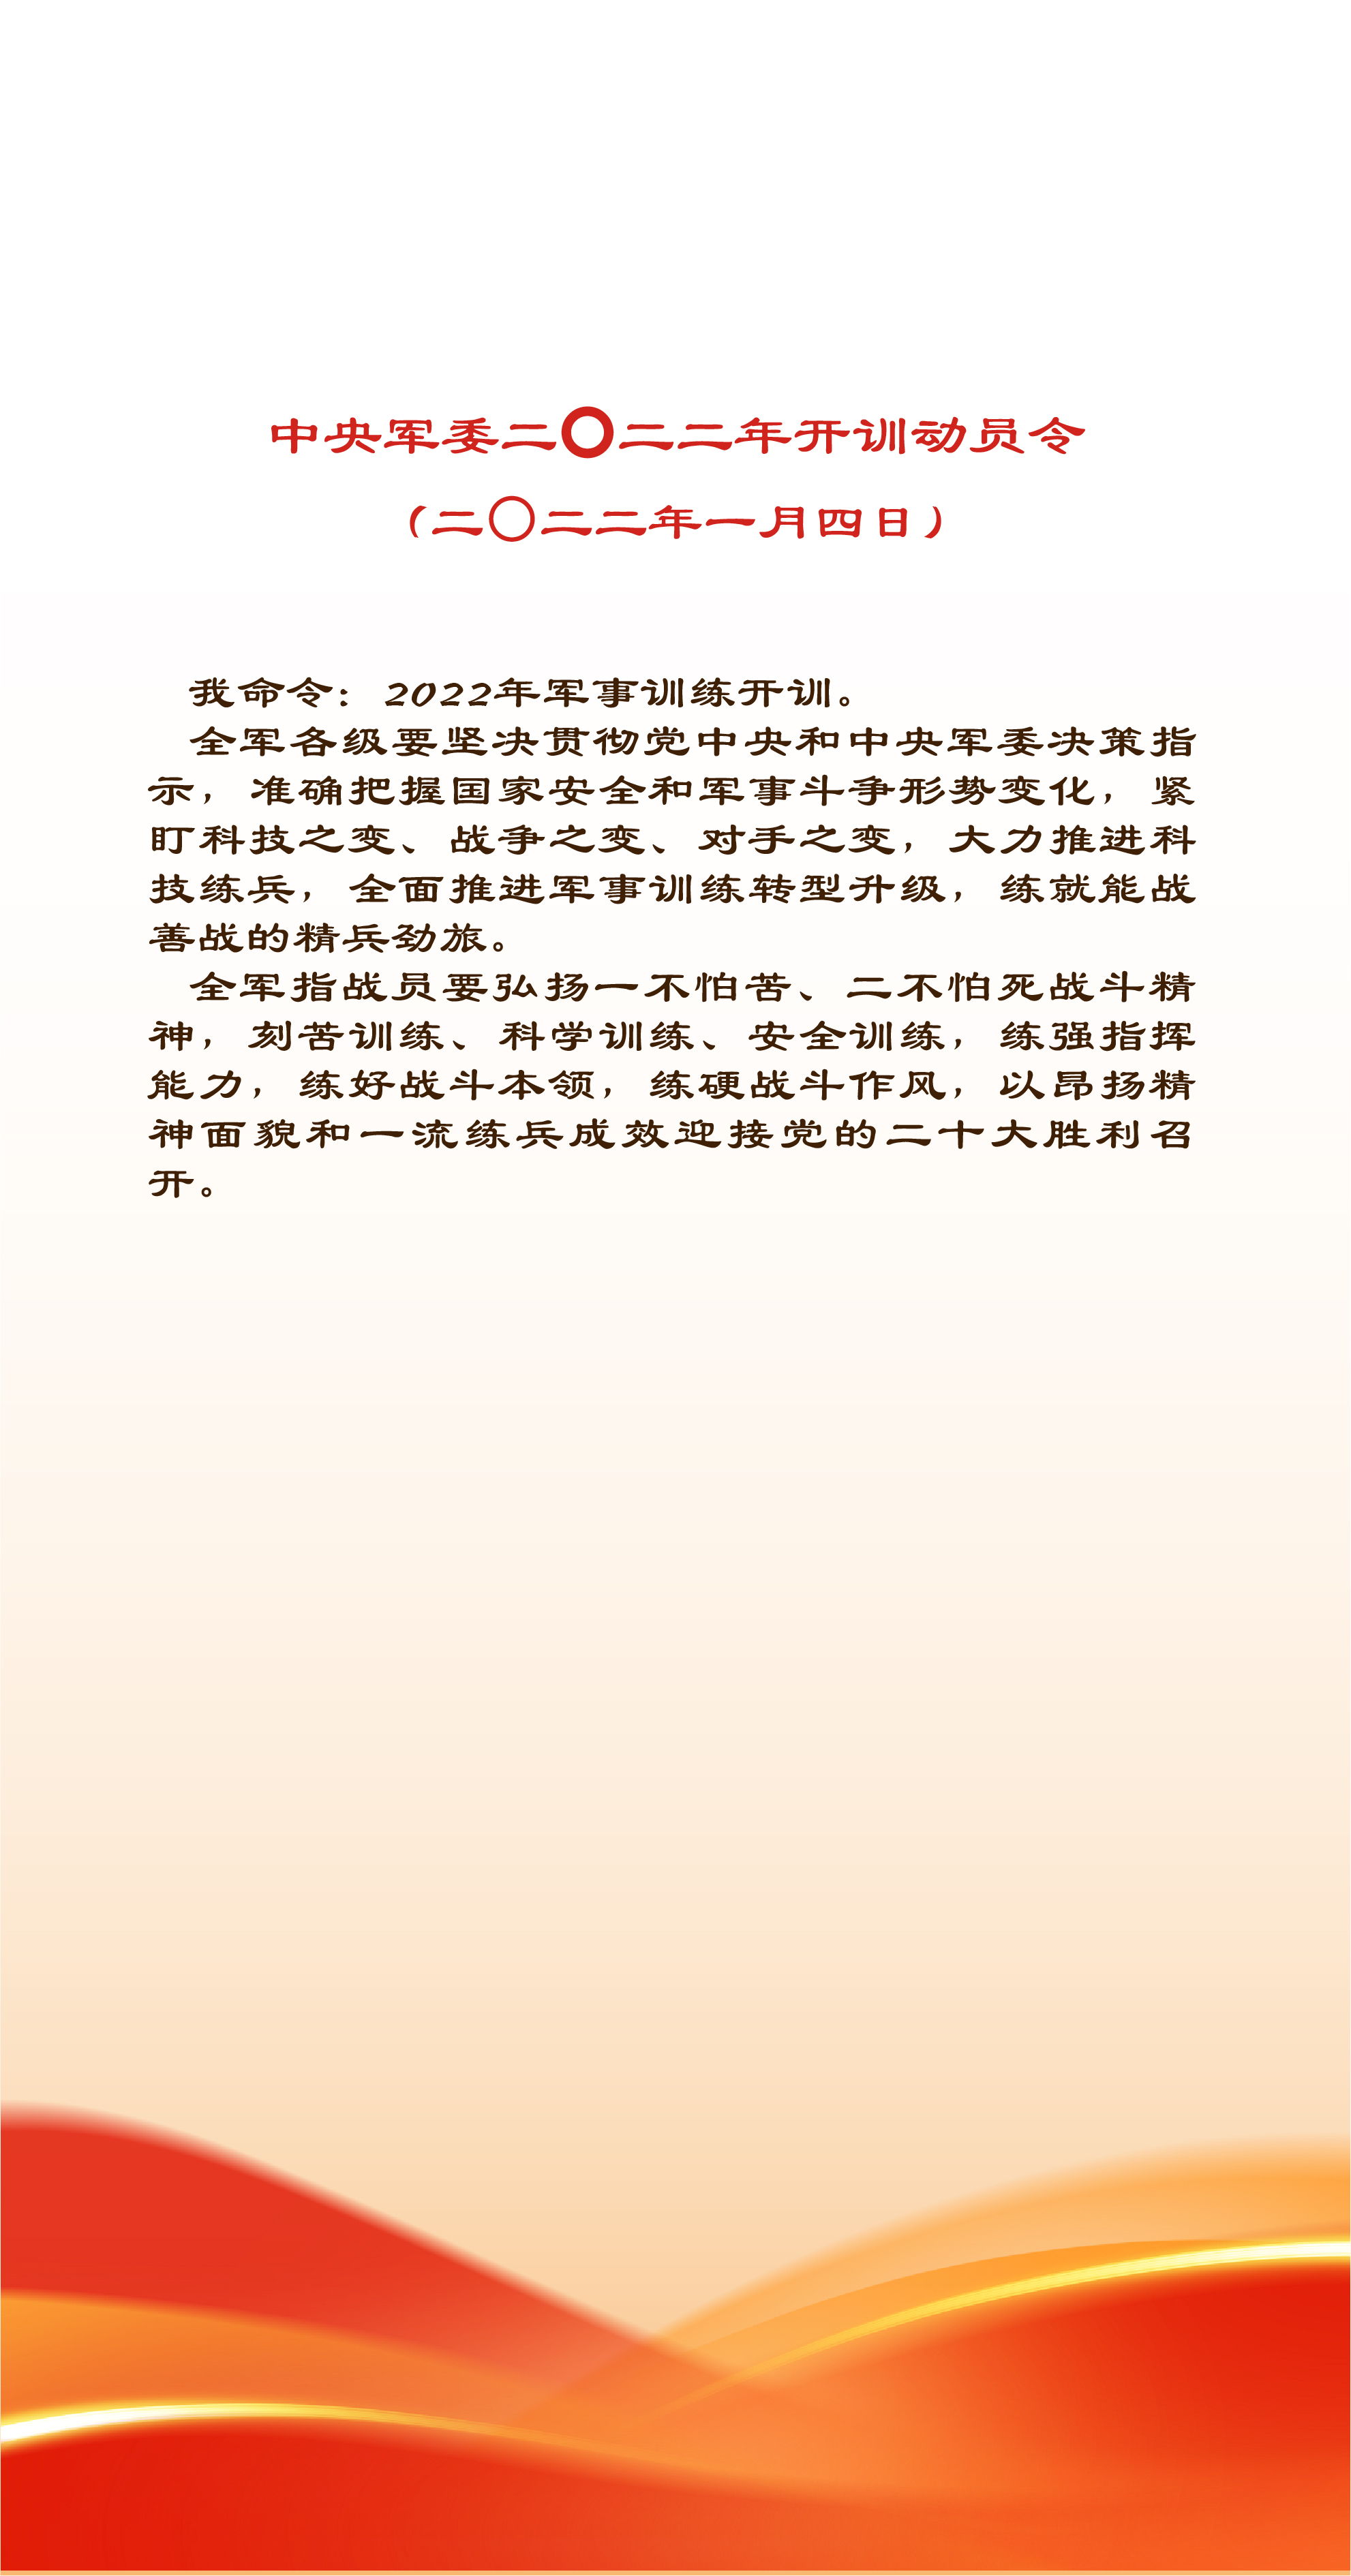 中央军委二〇二二年开训动员令
（二〇二二年一月四日）
我命令：2022年军事训练开训。
全军各级要坚决贯彻党中央和中央军委决策指
示，准确把握国家安全和军事斗争形势变化，紧
盯科技之变、战争之变、对手之变，大力推进科
技练兵，全面推进军事训练转型升级，练就能战
善战的精兵劲旅。
全军指战员要弘扬一不怕苦、二不怕死战斗精
神，刻苦训练、科学训练、安全训练，练强指挥
能力，练好战斗本领，练硬战斗作风，以昂扬精
神面貌和一流练兵成效迎接党的二十大胜利召
开。